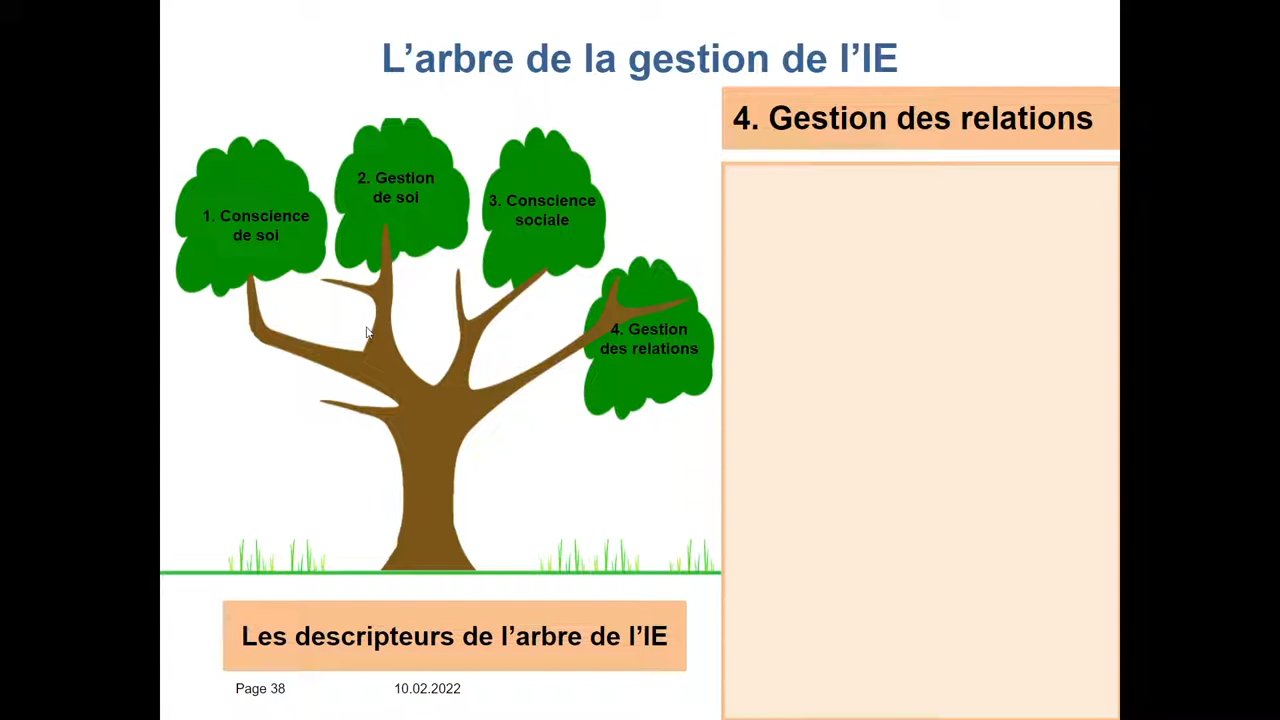 L’arbre de la gestion de l’IE
4. Gestion des relations
1. Conscience
de soi
2. Gestion
de soi
3. Conscience
sociale
4. Gestion
des relations
Les descripteurs de l’arbre de l’IE
Page 38
10.02.2022